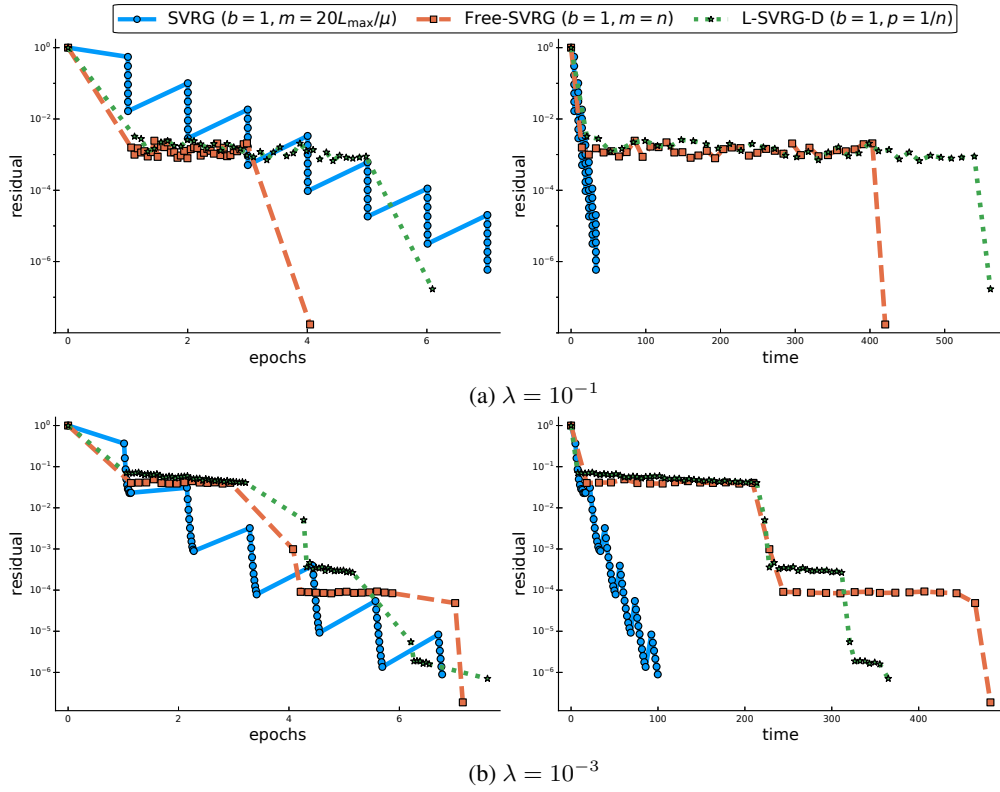 SVRG (b = 1, m = 20L_max/μ) Free-SVRG (b = 1, m = n) L-SVRG-D (b = 1, p = 1/n)
10^0
10^-2
10^-4
10^-6
residual
0 2 4 6
epochs
10^0
10^-2
10^-4
10^-6
residual
0 100 200 300 400 500
time
(a) λ = 10^-1
10^0
10^-1
10^-2
10^-3
10^-4
10^-5
10^-6
residual
0 2 4 6
epochs
10^0
10^-1
10^-2
10^-3
10^-4
10^-5
10^-6
residual
0 100 200 300 400
time
(b) λ = 10^-3